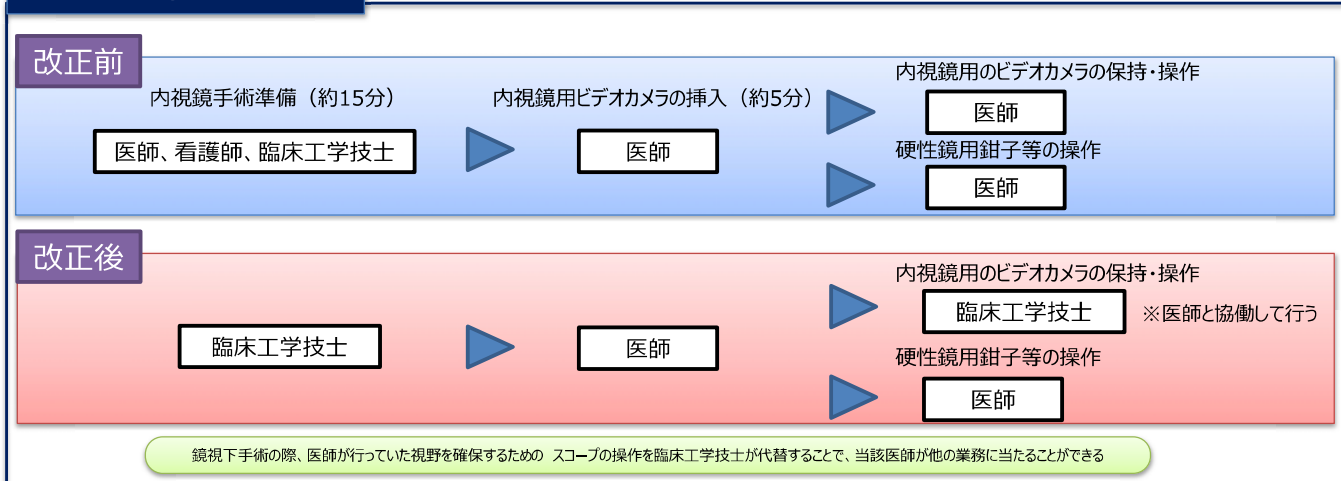 改正前
内視鏡手術準備（約15分）
医師、看護師、臨床工学技士
内視鏡用ビデオカメラの挿入（約5分）
医師
内視鏡用のビデオカメラの保持・操作
医師
硬性鏡用鉗子等の操作
医師
改正後
臨床工学技士
医師
内視鏡用のビデオカメラの保持・操作
臨床工学技士 ※医師と協働して行う
硬性鏡用鉗子等の操作
医師
鏡視下手術の際、医師が行っていた視野を確保するための スコープの操作を臨床工学技士が代替することで、当該医師が他の業務に当たることができる